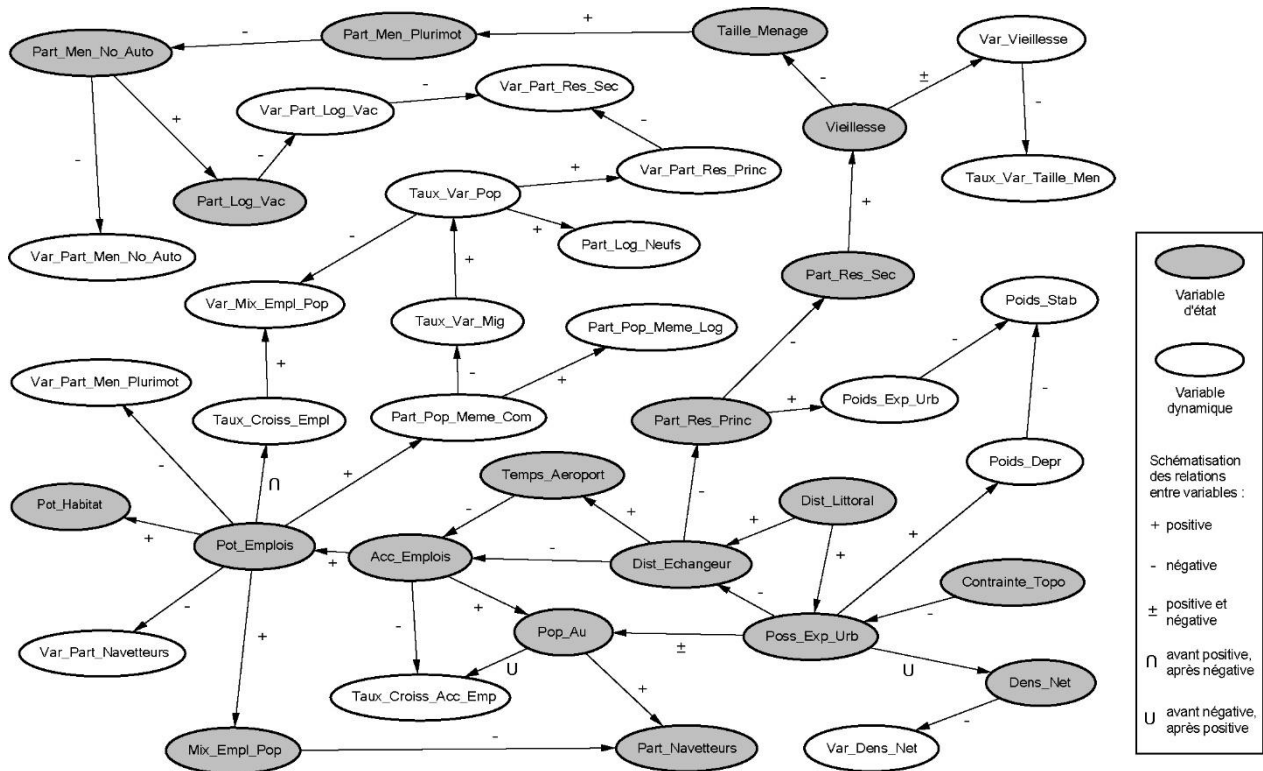 +
Part_Men_Plurimot
Taille_Menage
-
Part_Men_No_Auto
Var_Vieillesse
-
±
-
Var_Part_Res_Sec
Var_Part_Log_Vac
-
+
-
Vieillesse
-
-
Var_Part_Res_Princ
+
Taux_Var_Pop
Taux_Var_Taille_Men
Part_Log_Vac
-
+
+
Part_Log_Neufs
Var_Part_Men_No_Auto
+
Part_Res_Sec
Var_Mix_Empl_Pop
Poids_Stab
Taux_Var_Mig
Part_Pop_Meme_Log
-
-
+
-
+
-
Var_Part_Men_Plurimot
Taux_Croiss_Empl
Part_Pop_Meme_Com
Part_Res_Princ
+
Poids_Exp_Urb
-
+
∩
Temps_Aeroport
Poids_Depr
Pot_Habitat
-
-
+
Dist_Littoral
+
+
+
+
Pot_Emplois
+
Acc_Emplois
-
Dist_Echangeur
Contrainte_Topo
-
-
-
+
-
+
Pop_Au
±
Poss_Exp_Urb
Var_Part_Navetteurs
U
+
U
Dens_Net
Taux_Croiss_Acc_Emp
-
Mix_Empl_Pop
-
Part_Navetteurs
Var_Dens_Net
Variable
d'état
Variable
dynamique
Schématisation
des relations
entre variables :
+ positive
- négative
± positive et
négative
∩ avant positive,
après négative
U avant négative,
après positive